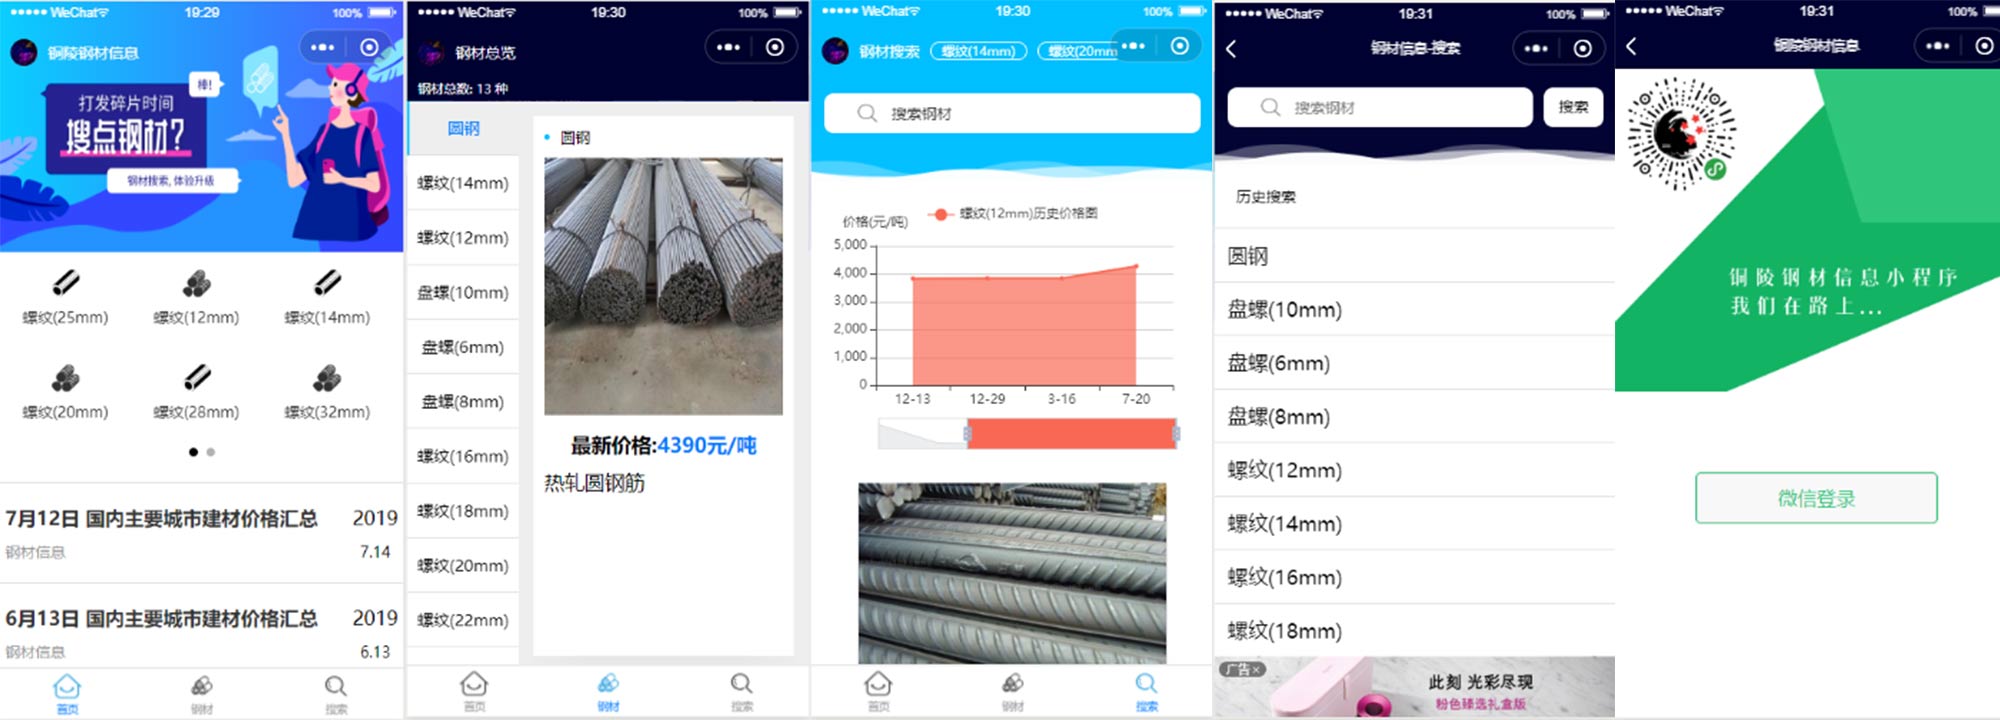 WeChat
19:29
100%
铜陵钢材信息
棒!
打发碎片时间
搜点钢材?
钢材搜索,体验升级
螺纹(25mm)
螺纹(12mm)
螺纹(14mm)
螺纹(20mm)
螺纹(28mm)
螺纹(32mm)
7月12日 国内主要城市建材价格汇总
2019
钢材信息
7.14
6月13日 国内主要城市建材价格汇总
2019
钢材信息
6.13
首页
钢材
搜索
WeChat
19:30
100%
钢材总览
钢材总数: 13 种
圆钢
螺纹(14mm)
螺纹(12mm)
盘螺(10mm)
盘螺(6mm)
盘螺(8mm)
螺纹(16mm)
螺纹(18mm)
螺纹(20mm)
螺纹(22mm)
圆钢
最新价格:4390元/吨
热轧圆钢筋
首页
钢材
搜索
WeChat
19:30
100%
钢材搜索
螺纹(14mm)
螺纹(20mm
搜索钢材
价格(元/吨)
螺纹(12mm)历史价格图
5,000
4,000
3,000
2,000
1,000
0
12-13
12-29
3-16
7-20
首页
钢材
搜索
WeChat
19:31
100%
钢材信息-搜索
搜索钢材
搜索
历史搜索
圆钢
盘螺(10mm)
盘螺(6mm)
盘螺(8mm)
螺纹(12mm)
螺纹(14mm)
螺纹(16mm)
螺纹(18mm)
广告×
此刻 光彩尽现
粉色臻选礼盒版
WeChat
19:31
100%
铜陵钢材信息
铜陵钢材信息小程序
我们在路上...
微信登录